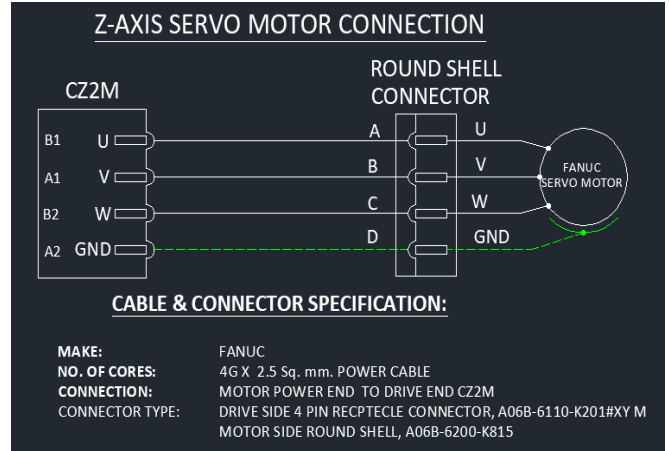 Z-AXIS SERVO MOTOR CONNECTION
ROUND SHELL
CONNECTOR
CZ2M
B1 U A U
A1 V B V
B2 W C W
A2 GND D GND
FANUC
SERVO MOTOR
CABLE & CONNECTOR SPECIFICATION:
MAKE: FANUC
NO. OF CORES: 4G X 2.5 Sq. mm. POWER CABLE
CONNECTION: MOTOR POWER END TO DRIVE END CZ2M
CONNECTOR TYPE: DRIVE SIDE 4 PIN RECPTECLE CONNECTOR, A06B-6110-K201#XY M
MOTOR SIDE ROUND SHELL, A06B-6200-K815